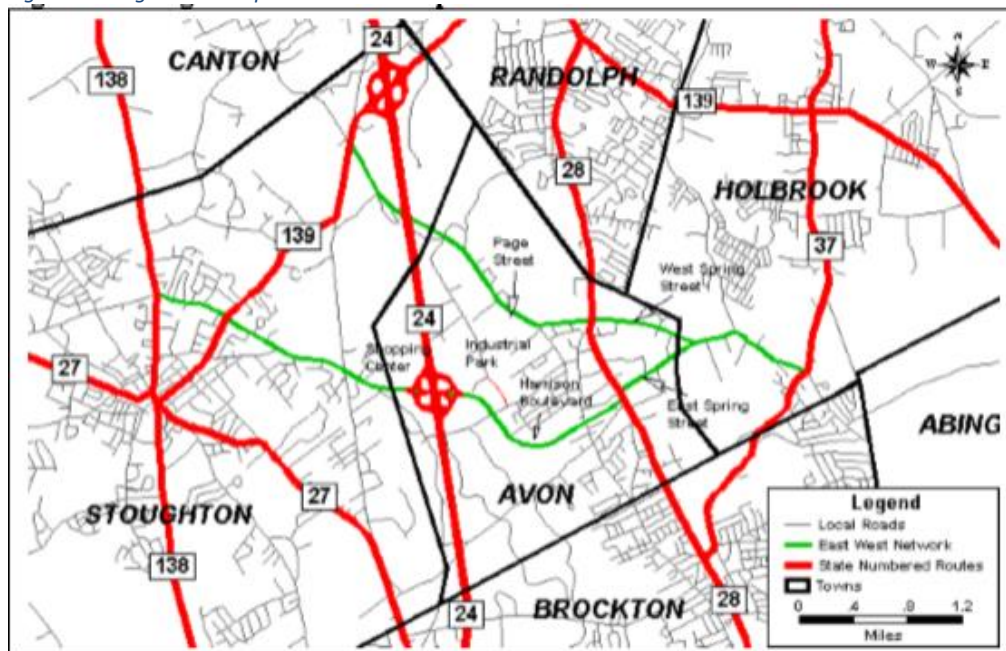 CANTON
24
RANDOLPH
138
139
28
HOLBROOK
139
37
Page
Street
West Spring
Street
24
Shopping
Center
Industrial
Park
27
Harrison
Boulevard
East Spring
Street
ABING
STOUGHTON
27
AVON
138
24
BROCKTON
28
N
W
E
S
Legend
Local Roads
East West Network
State Numbered Routes
Towns
0 .4 .8 1.2
Miles